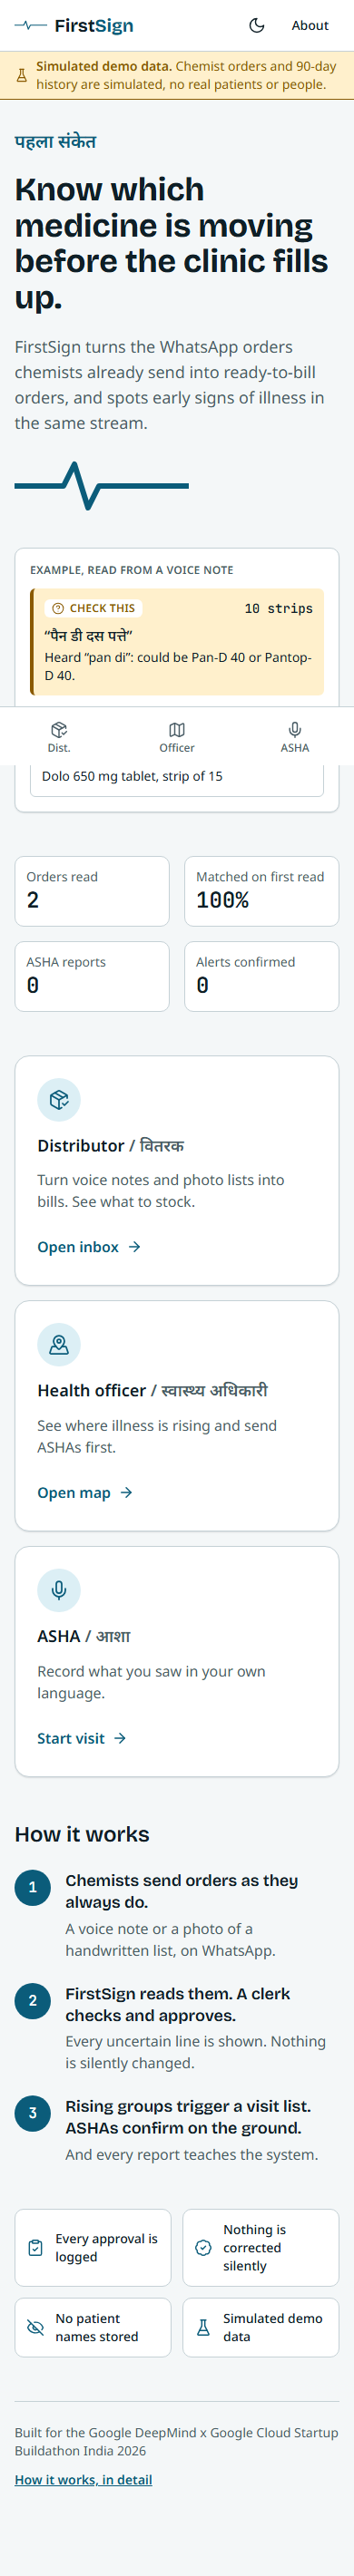 FirstSign
About
Simulated demo data. Chemist orders and 90-day
history are simulated, no real patients or people.
पहला संकेत
Know which
medicine is moving
before the clinic fills
up.
FirstSign turns the WhatsApp orders
chemists already send into ready-to-bill
orders, and spots early signs of illness in
the same stream.
EXAMPLE, READ FROM A VOICE NOTE
CHECK THIS
10 strips
“पैन डी दस पत्ते”
Heard “pan di”: could be Pan-D 40 or Pantop-
D 40.
Dist.
Officer
ASHA
Dolo 650 mg tablet, strip of 15
Orders read
2
Matched on first read
100%
ASHA reports
0
Alerts confirmed
0
Distributor / वितरक
Turn voice notes and photo lists into
bills. See what to stock.
Open inbox →
Health officer / स्वास्थ्य अधिकारी
See where illness is rising and send
ASHAs first.
Open map →
ASHA / आशा
Record what you saw in your own
language.
Start visit →
How it works
1
Chemists send orders as they
always do.
A voice note or a photo of a
handwritten list, on WhatsApp.
2
FirstSign reads them. A clerk
checks and approves.
Every uncertain line is shown. Nothing
is silently changed.
3
Rising groups trigger a visit list.
ASHAs confirm on the ground.
And every report teaches the system.
Every approval is
logged
Nothing is
corrected
silently
No patient
names stored
Simulated demo
data
Built for the Google DeepMind x Google Cloud Startup
Buildathon India 2026
How it works, in detail